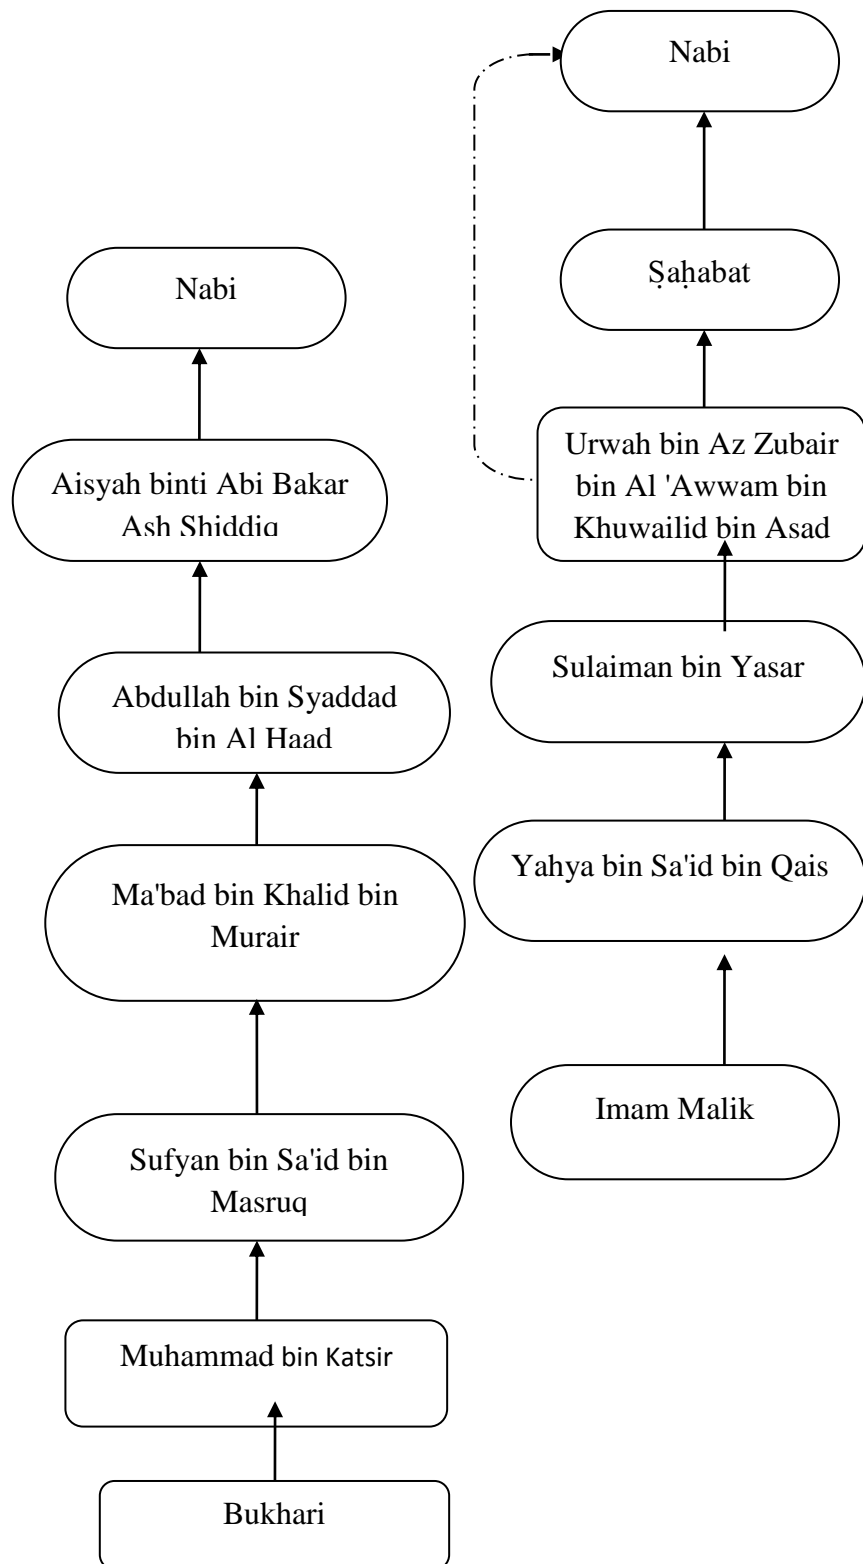 Nabi
Aisyah binti Abi Bakar
Ash Shiddiq
Abdullah bin Syaddad
bin Al Haad
Ma'bad bin Khalid bin
Murair
Sufyan bin Sa'id bin
Masruq
Muhammad bin Katsir
Bukhari
Nabi
Ṣaḥabat
Urwah bin Az Zubair
bin Al 'Awwam bin
Khuwailid bin Asad
Sulaiman bin Yasar
Yahya bin Sa'id bin Qais
Imam Malik